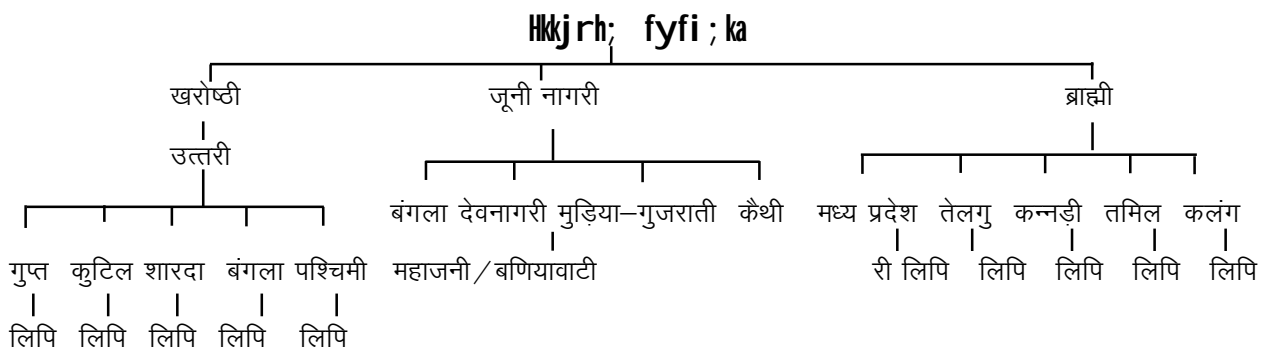 Hkkjrh; fyfi;ka
खरोष्ठी जूनी नागरी ब्राह्मी
उत्तरी
बंगला देवनागरी मुड़िया–गुजराती कैथी मध्य प्रदेश तेलगु कन्नड़ी तमिल कलंग
गुप्त कुटिल शारदा बंगला पश्चिमी महाजनी/बणियावाटी री लिपि लिपि लिपि लिपि लिपि
लिपि लिपि लिपि लिपि लिपि